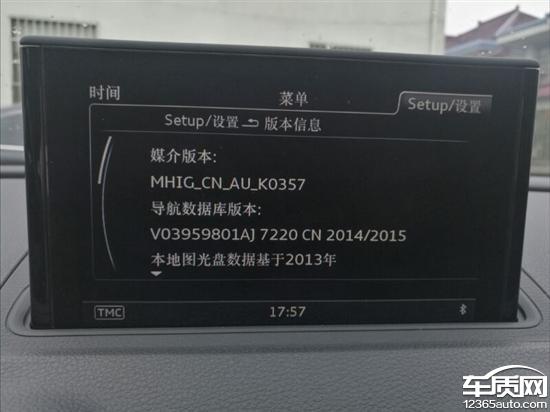 时间
菜单
Setup/设置
Setup/设置 版本信息
媒介版本:
MHIG_CN_AU_K0357
导航数据库版本:
V03959801AJ 7220 CN 2014/2015
本地图光盘数据基于2013年
TMC
17:57
车质网
12365auto.com